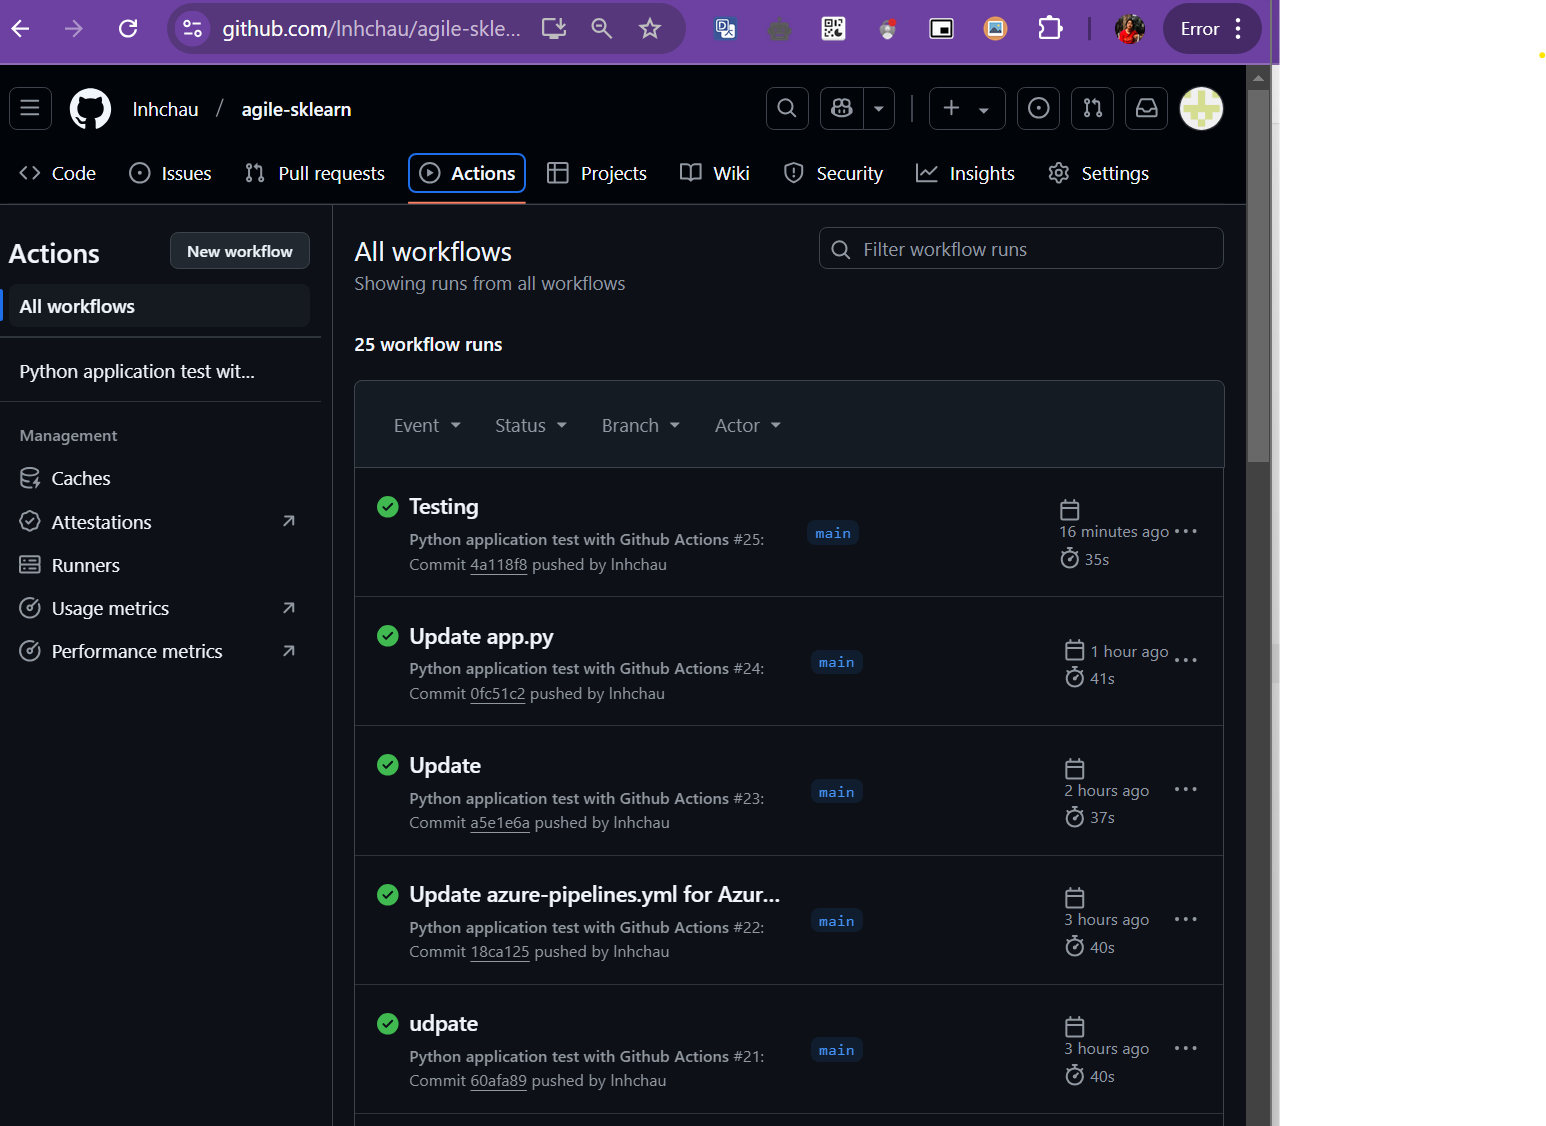 github.com/lnhchau/agile-skle...
Error
lnhchau / agile-sklearn
Code Issues Pull requests Actions Projects Wiki Security Insights Settings
Actions
New workflow
All workflows
Python application test wit...
Management
Caches
Attestations
Runners
Usage metrics
Performance metrics
All workflows
Showing runs from all workflows
Filter workflow runs
25 workflow runs
Event Status Branch Actor
Testing
Python application test with Github Actions #25:
Commit 4a118f8 pushed by lnhchau
main
16 minutes ago
35s
Update app.py
Python application test with Github Actions #24:
Commit 0fc51c2 pushed by lnhchau
main
1 hour ago
41s
Update
Python application test with Github Actions #23:
Commit a5e1e6a pushed by lnhchau
main
2 hours ago
37s
Update azure-pipelines.yml for Azur...
Python application test with Github Actions #22:
Commit 18ca125 pushed by lnhchau
main
3 hours ago
40s
udpate
Python application test with Github Actions #21:
Commit 60afa89 pushed by lnhchau
main
3 hours ago
40s